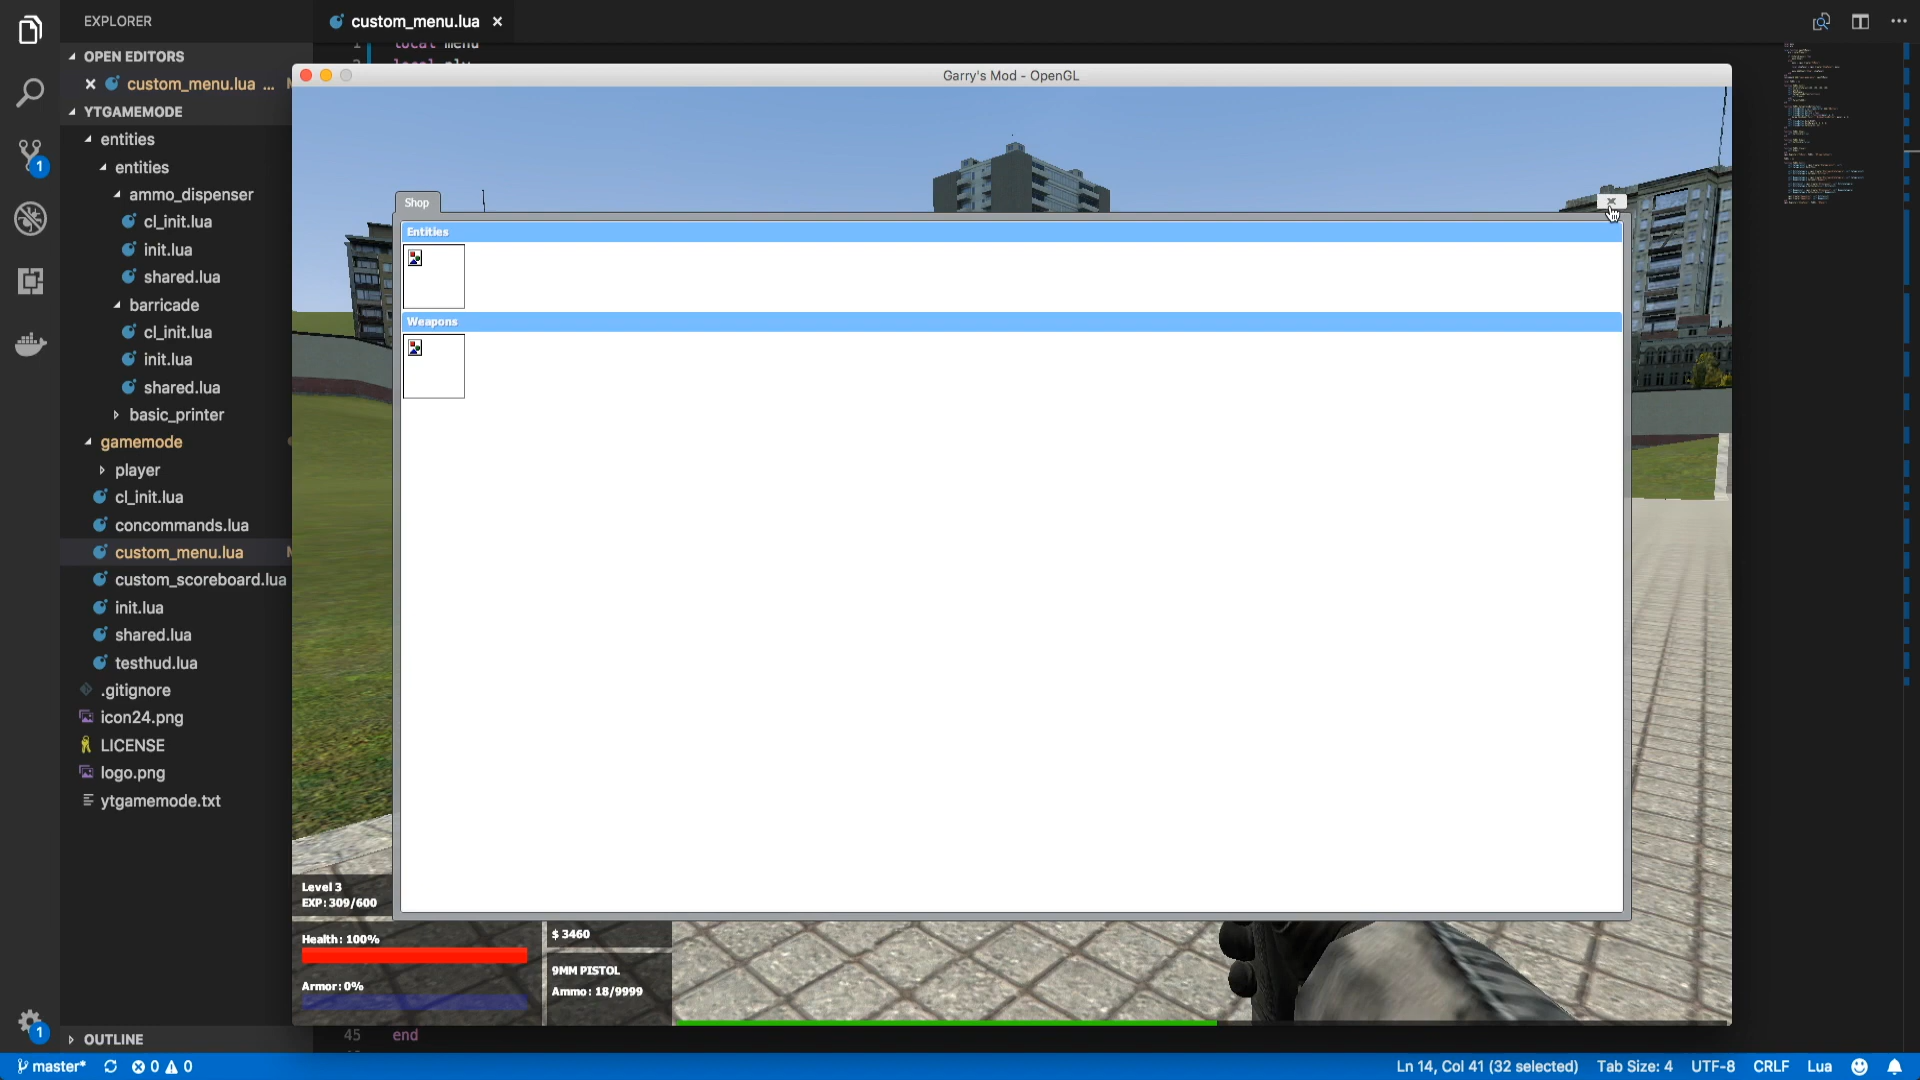 EXPLORER
custom_menu.lua
OPEN EDITORS
custom_menu.lua ...
YTGAMEMODE
entities
entities
ammo_dispenser
cl_init.lua
init.lua
shared.lua
barricade
cl_init.lua
init.lua
shared.lua
basic_printer
gamemode
player
cl_init.lua
concommands.lua
custom_menu.lua
custom_scoreboard.lua
init.lua
shared.lua
testhud.lua
.gitignore
icon24.png
LICENSE
logo.png
ytgamemode.txt
OUTLINE
1
1
Garry's Mod - OpenGL
Shop
Entities
Weapons
Level 3
EXP: 309/600
Health: 100%
Armor: 0%
$ 3460
9MM PISTOL
Ammo: 18/9999
45 end
master* 0 0
Ln 14, Col 41 (32 selected) Tab Size: 4 UTF-8 CRLF Lua